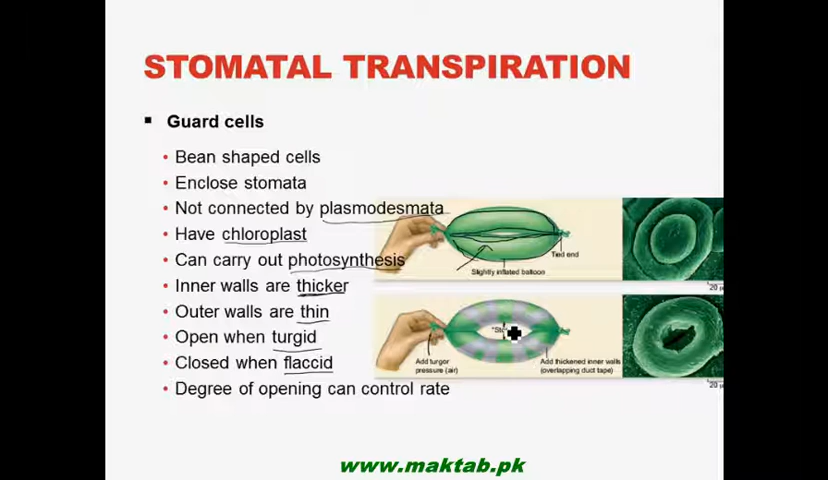 STOMATAL TRANSPIRATION
▪ Guard cells
• Bean shaped cells
• Enclose stomata
• Not connected by plasmodesmata
• Have chloroplast
• Can carry out photosynthesis
• Inner walls are thicker
• Outer walls are thin
• Open when turgid
• Closed when flaccid
• Degree of opening can control rate
Tied end
Slightly inflated balloon
20
Add turgor
pressure (air)
Add thickened inner walls
(overlapping duct tape)
20
www.maktab.pk